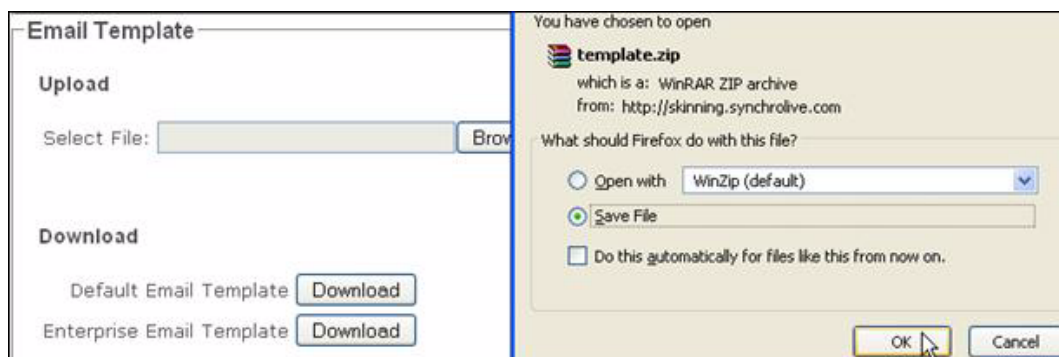 Email Template
Upload
Select File:
Download
Default Email Template Download
Enterprise Email Template Download
You have chosen to open
template.zip
which is a: WinRAR ZIP archive
from: http://skinning.synchrolive.com
What should Firefox do with this file?
Open with WinZip (default)
Save File
Do this automatically for files like this from now on.
OK Cancel